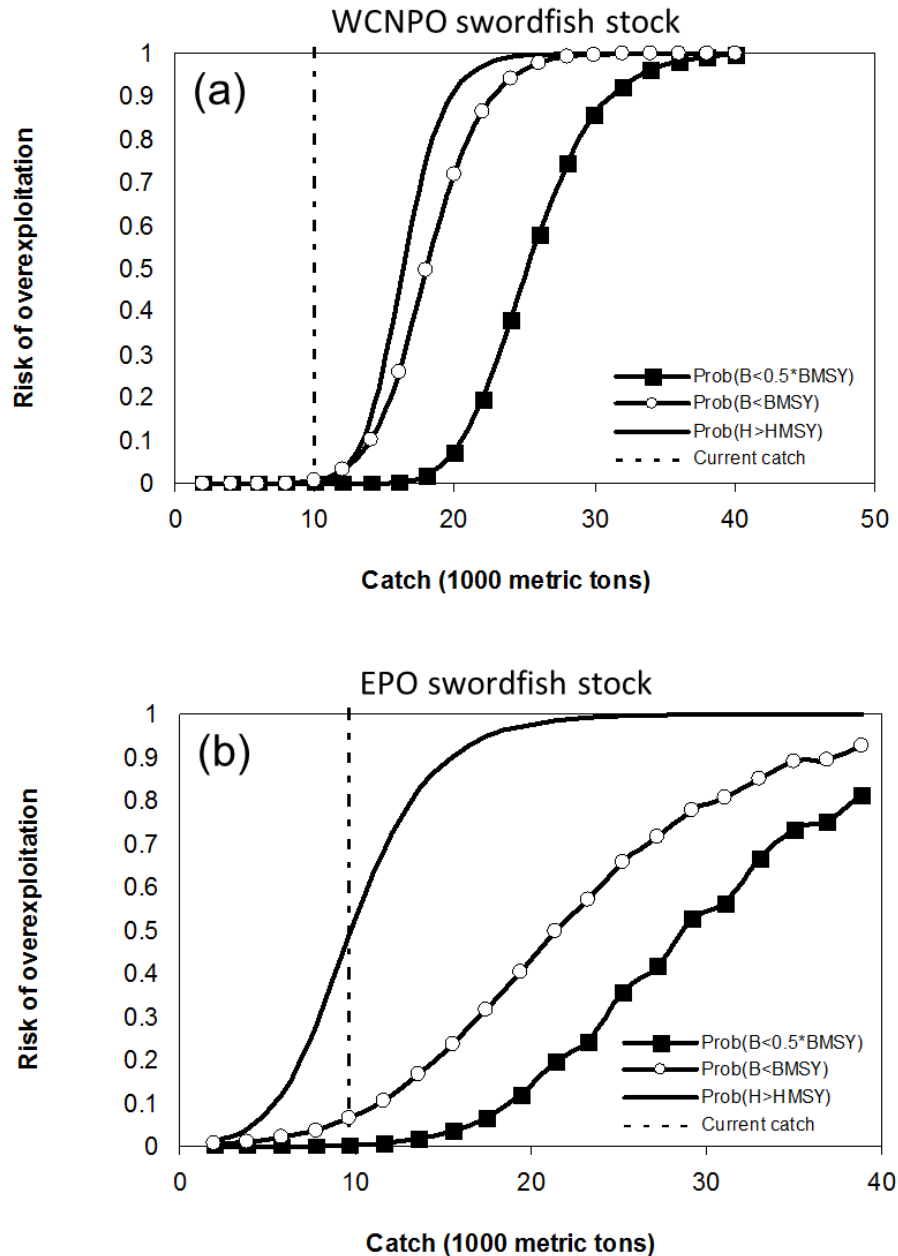 WCNPO swordfish stock
(a)
Risk of overexploitation
1
0.9
0.8
0.7
0.6
0.5
0.4
0.3
0.2
0.1
0
Prob(B<0.5*BMSY)
Prob(B<BMSY)
Prob(H>HMSY)
Current catch
0 10 20 30 40 50
Catch (1000 metric tons)
EPO swordfish stock
(b)
Risk of overexploitation
1
0.9
0.8
0.7
0.6
0.5
0.4
0.3
0.2
0.1
0
Prob(B<0.5*BMSY)
Prob(B<BMSY)
Prob(H>HMSY)
Current catch
0 10 20 30 40
Catch (1000 metric tons)